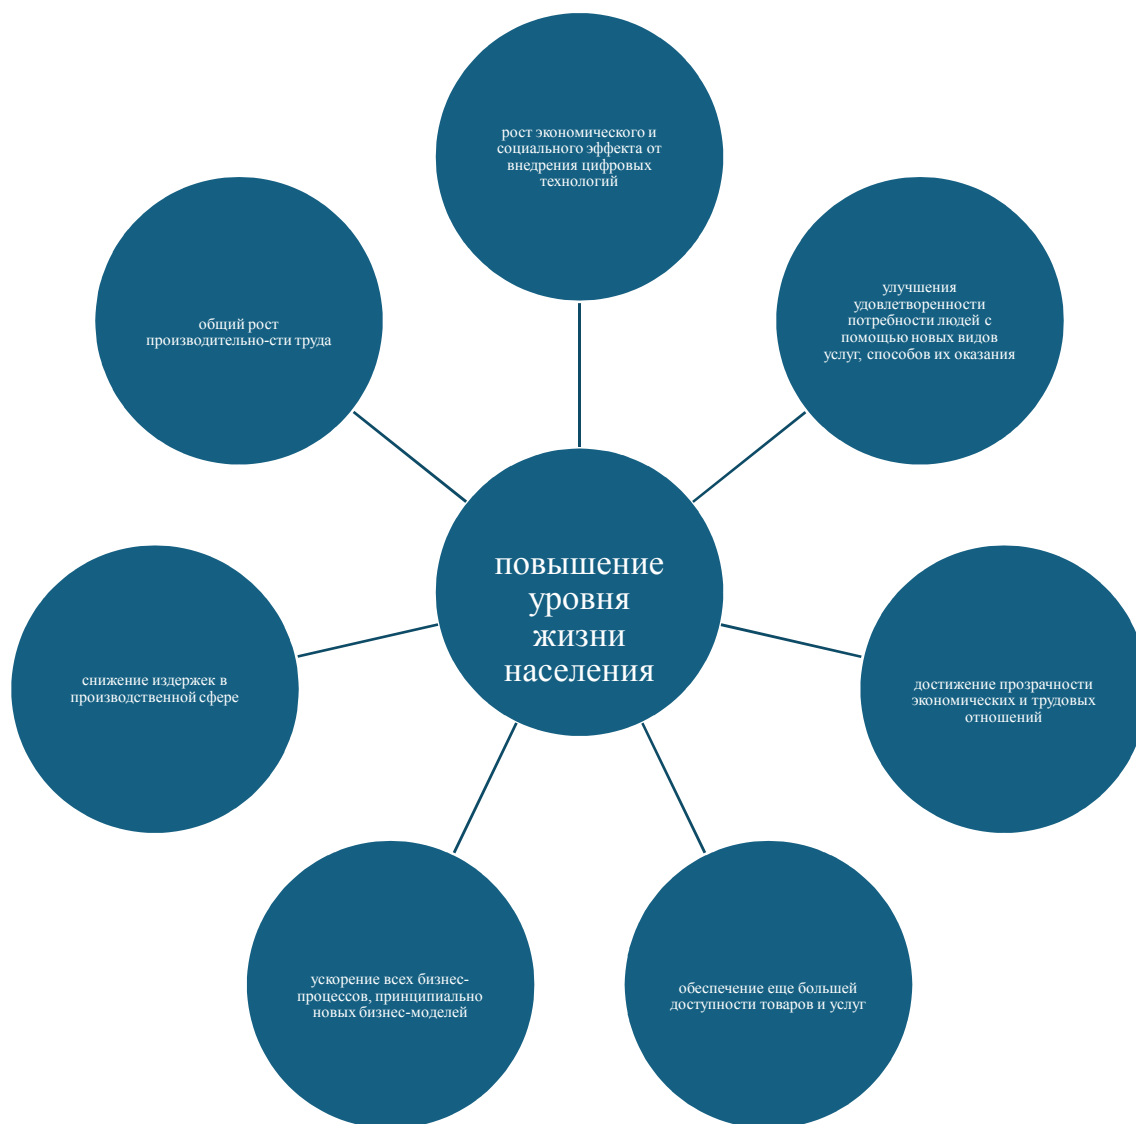 рост экономического и
социального эффекта от
внедрения цифровых
технологий
улучшения
удовлетворенности
потребности людей с
помощью новых видов
услуг, способов их оказания
общий рост
производительно-сти труда
повышение
уровня
жизни
населения
достижение прозрачности
экономических и трудовых
отношений
снижение издержек в
производственной сфере
обеспечение еще большей
доступности товаров и услуг
ускорение всех бизнес-
процессов, принципиально
новых бизнес-моделей